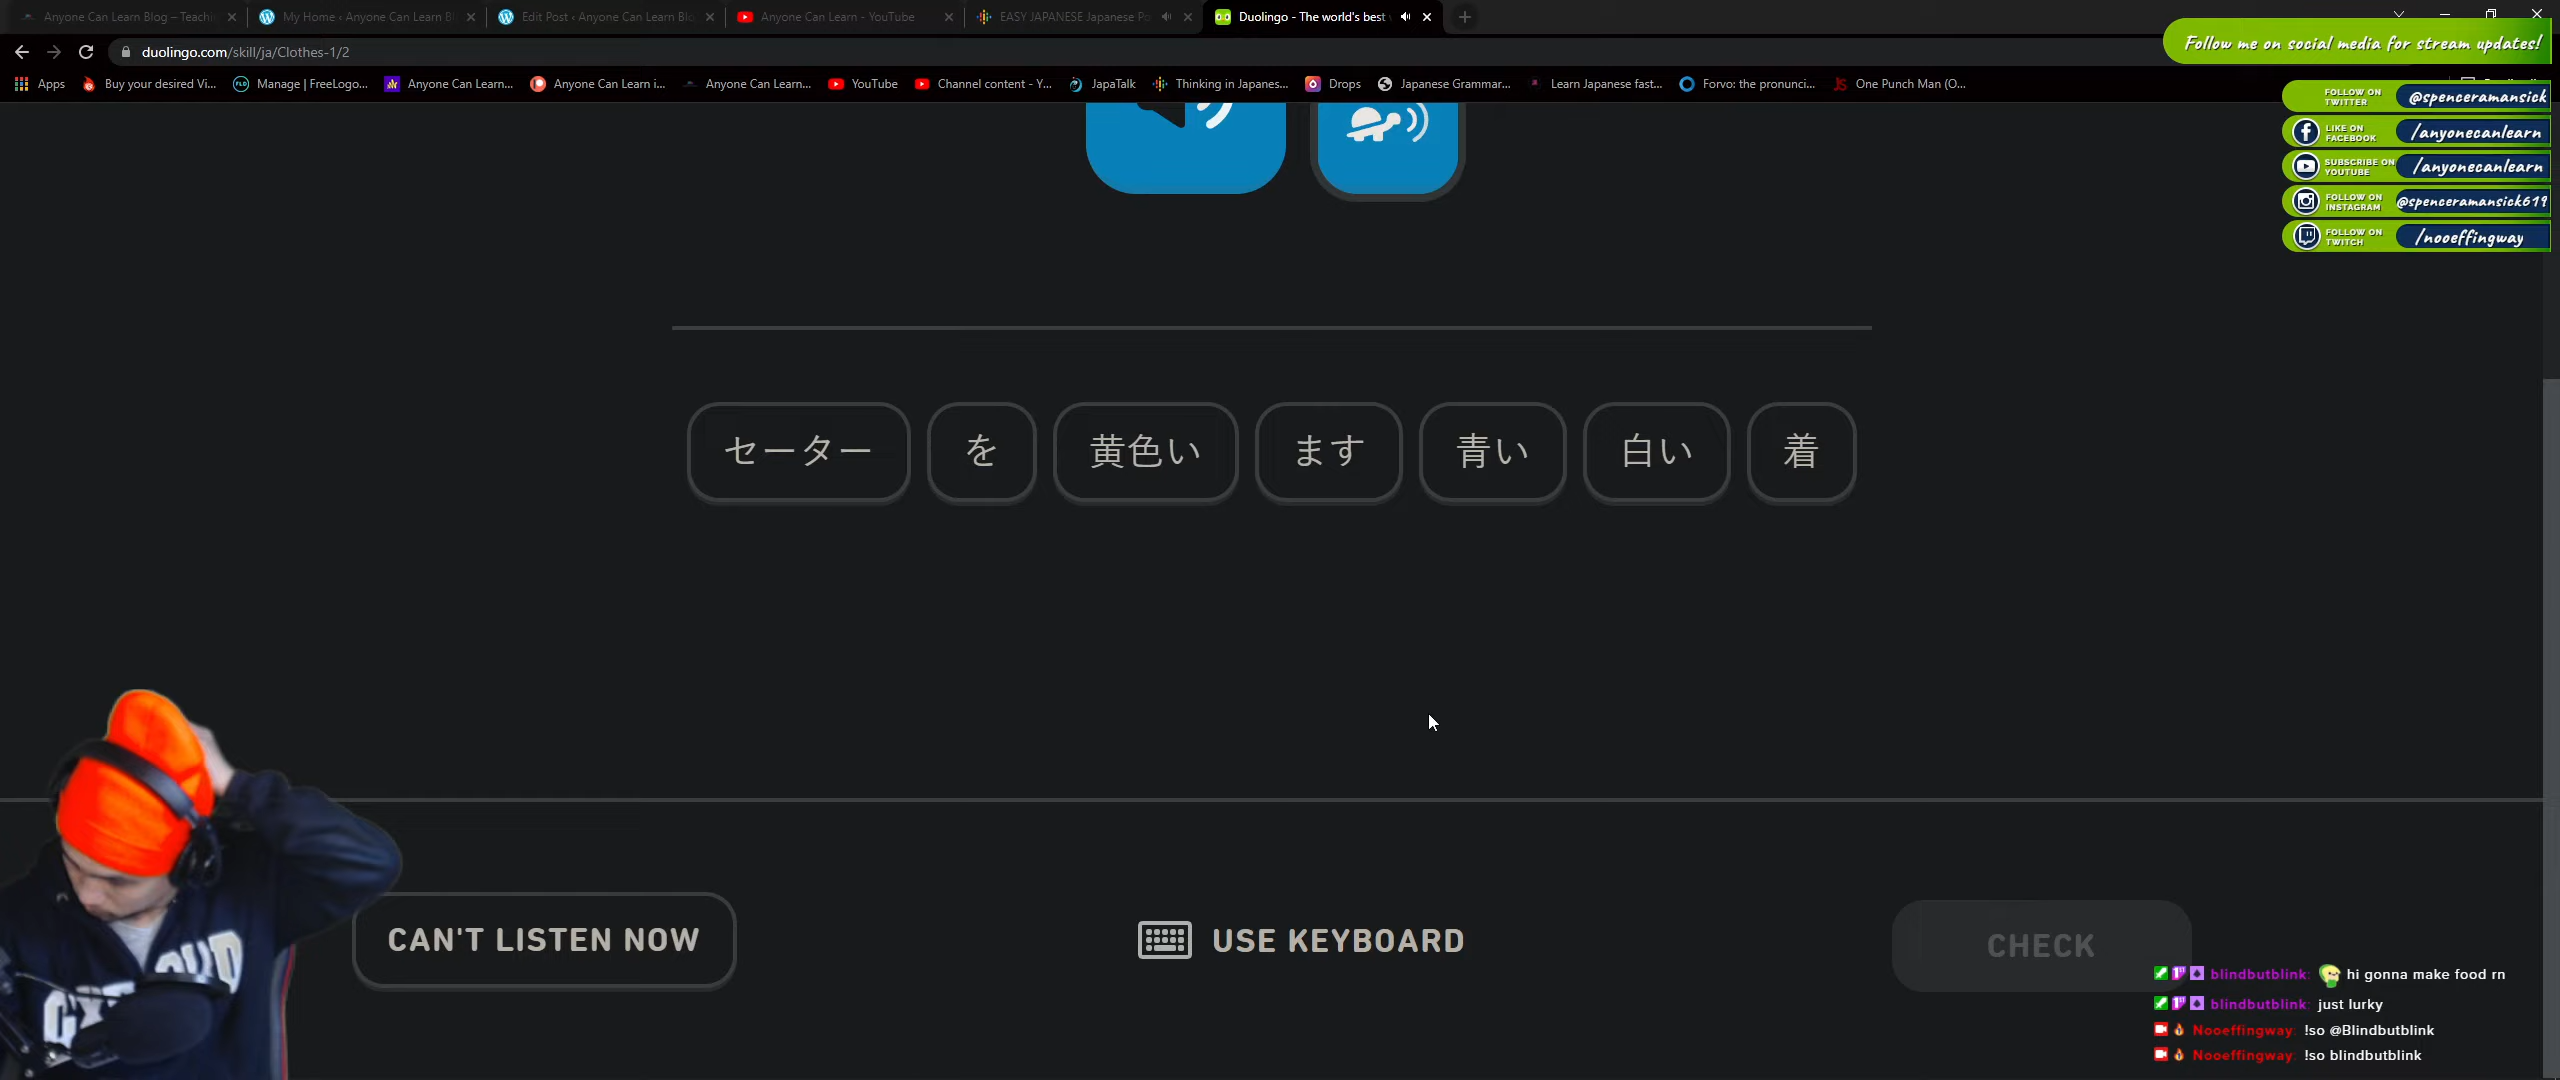 Anyone Can Learn Blog – Teachi
My Home ‹ Anyone Can Learn Bl
Edit Post ‹ Anyone Can Learn Blo
Anyone Can Learn - YouTube
EASY JAPANESE Japanese Po
Duolingo - The world's best
duolingo.com/skill/ja/Clothes-1/2
Apps
Buy your desired Vi...
Manage | FreeLogo...
Anyone Can Learn...
Anyone Can Learn i...
Anyone Can Learn...
YouTube
Channel content - Y...
JapaTalk
Thinking in Japanes...
Drops
Japanese Grammar...
Learn Japanese fast...
Forvo: the pronunci...
One Punch Man (O...
Follow me on social media for stream updates!
FOLLOW ON TWITTER
@spenceramansick
LIKE ON FACEBOOK
/anyonecanlearn
SUBSCRIBE ON YOUTUBE
/anyonecanlearn
FOLLOW ON INSTAGRAM
@spenceramansick619
FOLLOW ON TWITCH
/nooeffingway
セーター
を
黄色い
ます
青い
白い
着
CAN'T LISTEN NOW
USE KEYBOARD
CHECK
blindbutblink: hi gonna make food rn
blindbutblink: just lurky
Nooeffingway: !so @Blindbutblink
Nooeffingway: !so blindbutblink